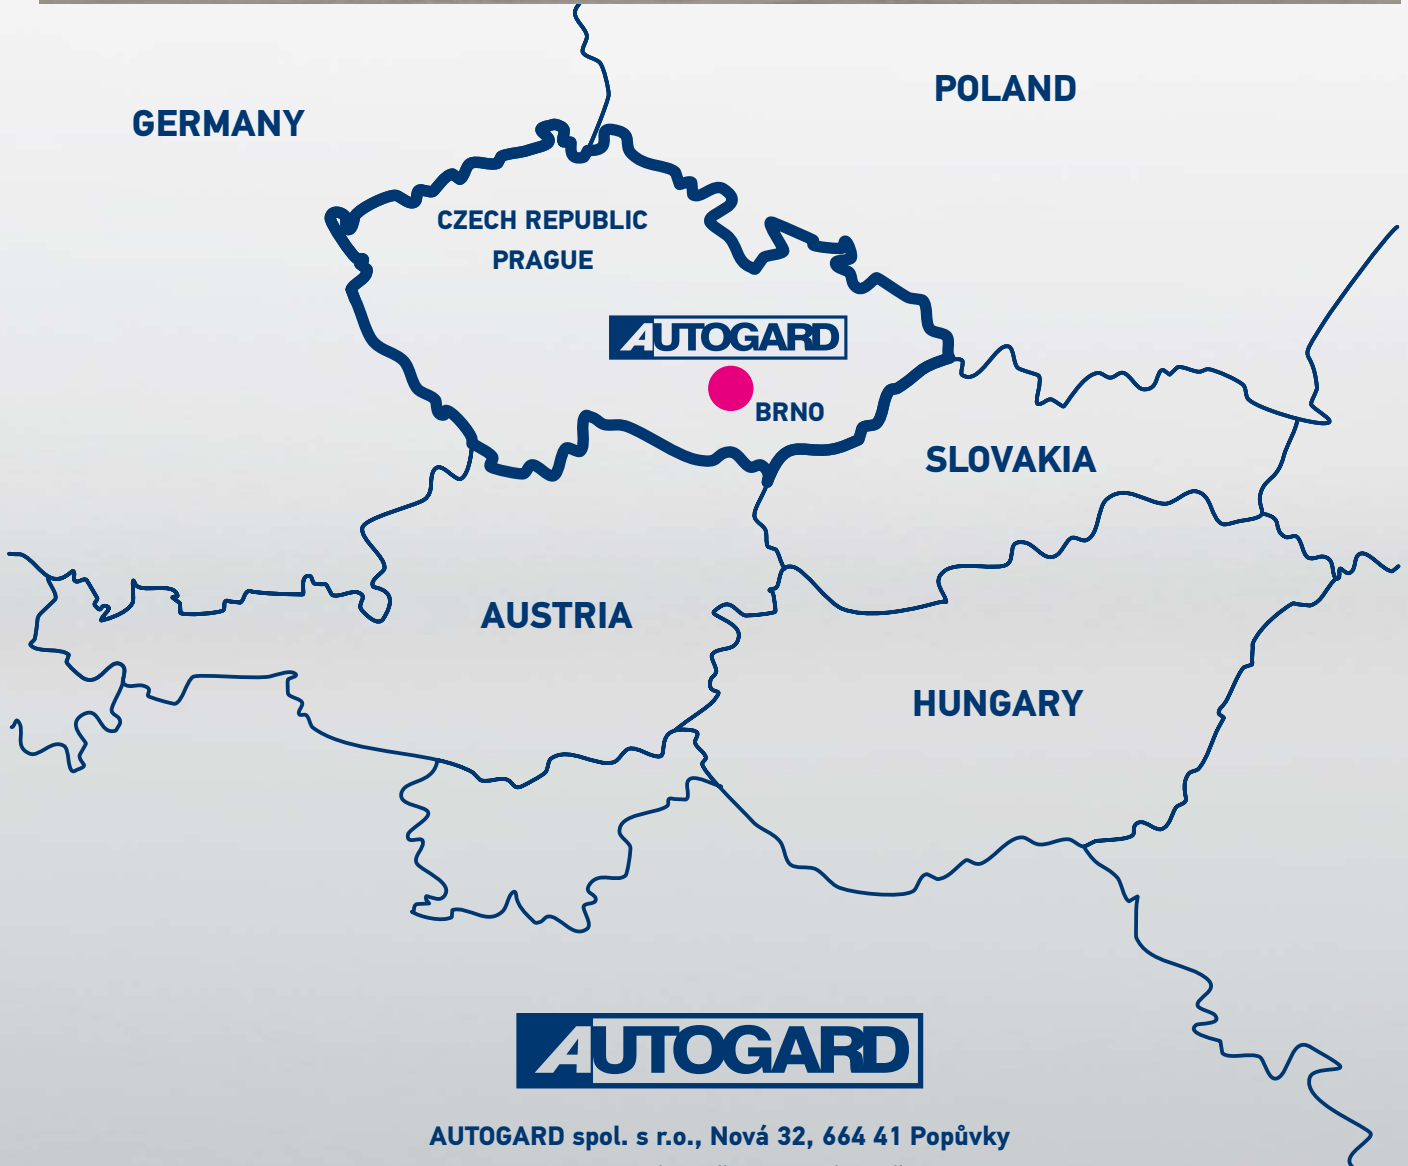 POLAND
GERMANY
CZECH REPUBLIC
PRAGUE
AUTOGARD
BRNO
SLOVAKIA
AUSTRIA
HUNGARY
AUTOGARD
AUTOGARD spol. s r.o., Nová 32, 664 41 Popůvky